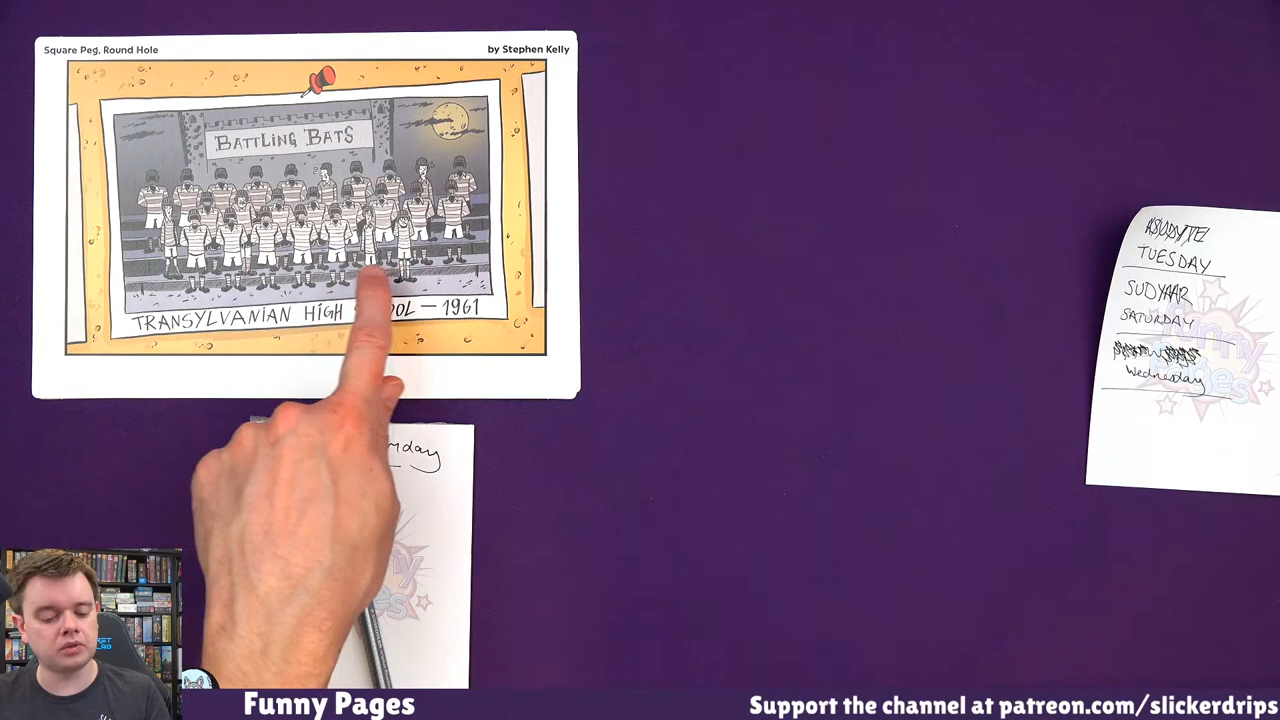 Square Peg, Round Hole
by Stephen Kelly
BATTLING BATS
TRANSYLVANIAN HIGH OOL — 1961
TUESDAY
SATURDAY
Wednesday
day
Funny Pages
Support the channel at patreon.com/slickerdrips